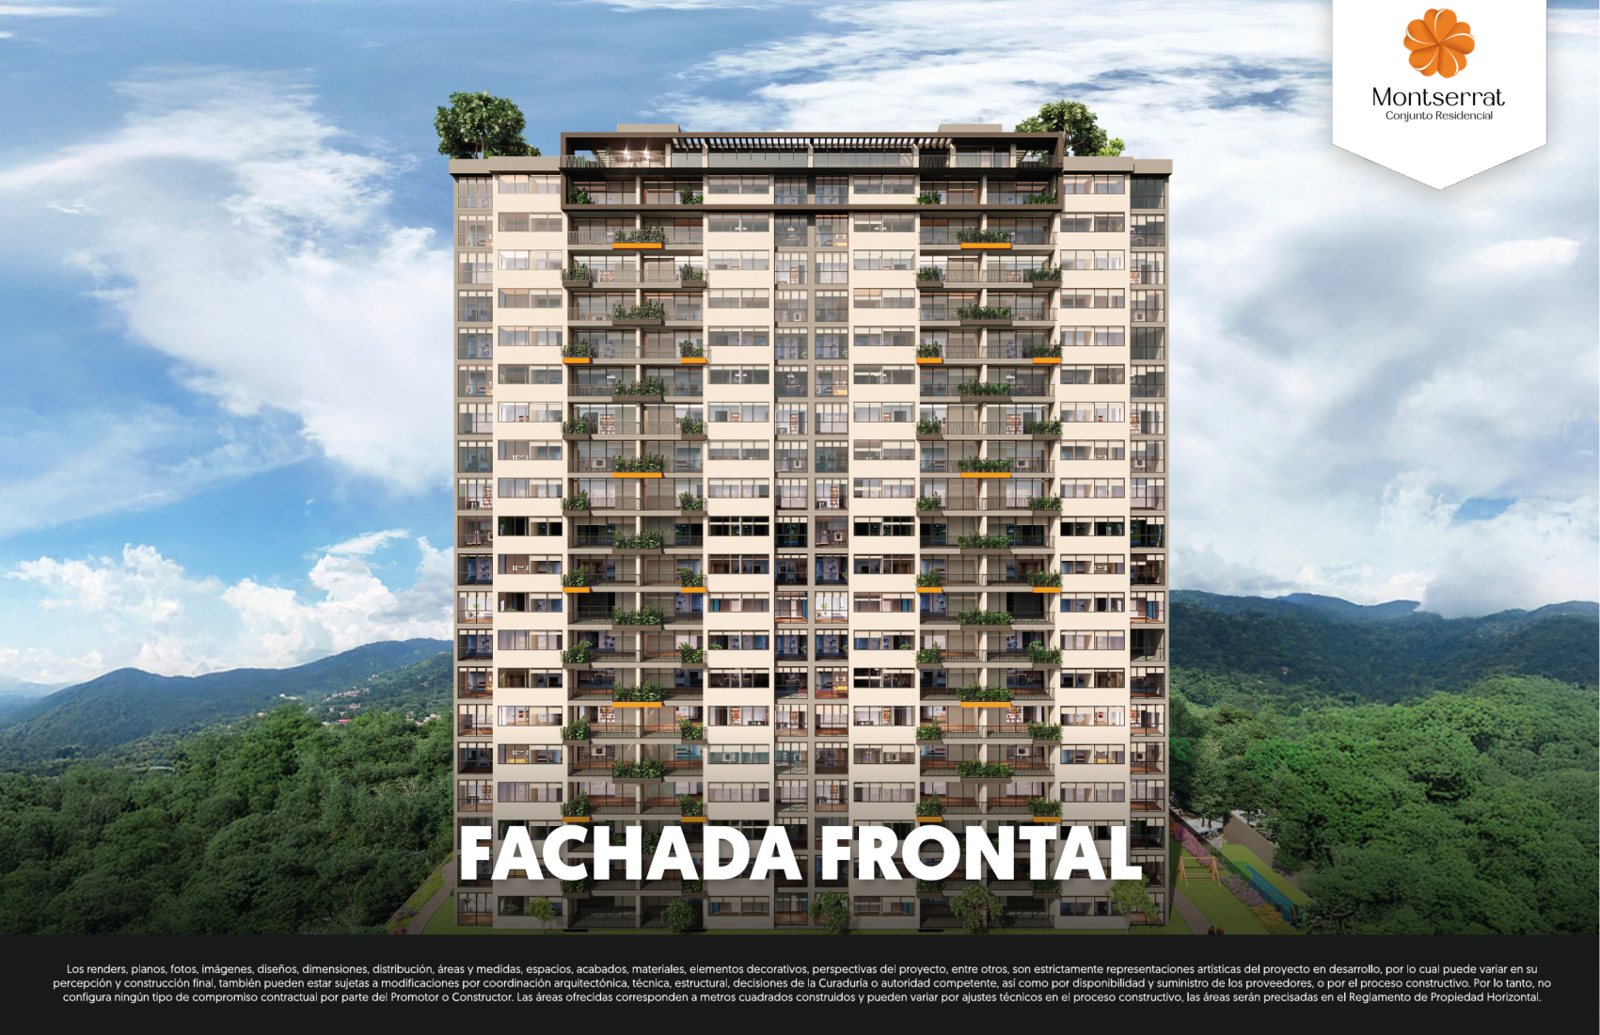 Montserrat
Conjunto Residencial
FACHADA FRONTAL
Los renders, planos, fotos, imágenes, diseños, dimensiones, distribución, áreas y medidas, espacios, acabados, materiales, elementos decorativos, perspectivas del proyecto, entre otros, son estrictamente representaciones artísticas del proyecto en desarrollo, por lo cual puede variar en su
percepción y construcción final, también pueden estar sujetas a modificaciones por coordinación arquitectónica, técnica, estructural, decisiones de la Curaduría o autoridad competente, así como por disponibilidad y suministro de los proveedores, o por el proceso constructivo. Por lo tanto, no
configura ningún tipo de compromiso contractual por parte del Promotor o Constructor. Las áreas ofrecidas corresponden a metros cuadrados construidos y pueden variar por ajustes técnicos en el proceso constructivo, las áreas serán precisadas en el Reglamento de Propiedad Horizontal.